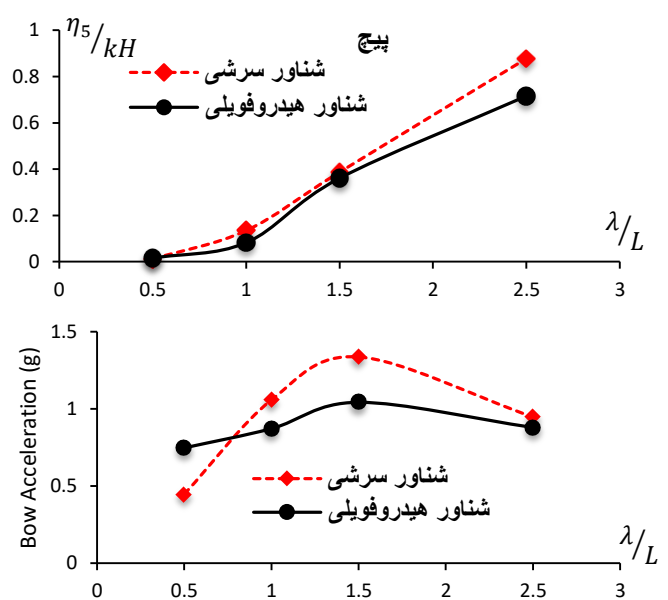 η₅/kH
پیچ
1
0.8
0.6
0.4
0.2
0
شناور سرشی
شناور هیدروفویلی
λ/L
0 0.5 1 1.5 2 2.5 3
1.5
1
0.5
0
Bow Acceleration (g)
شناور سرشی
شناور هیدروفویلی
λ/L
0 0.5 1 1.5 2 2.5 3